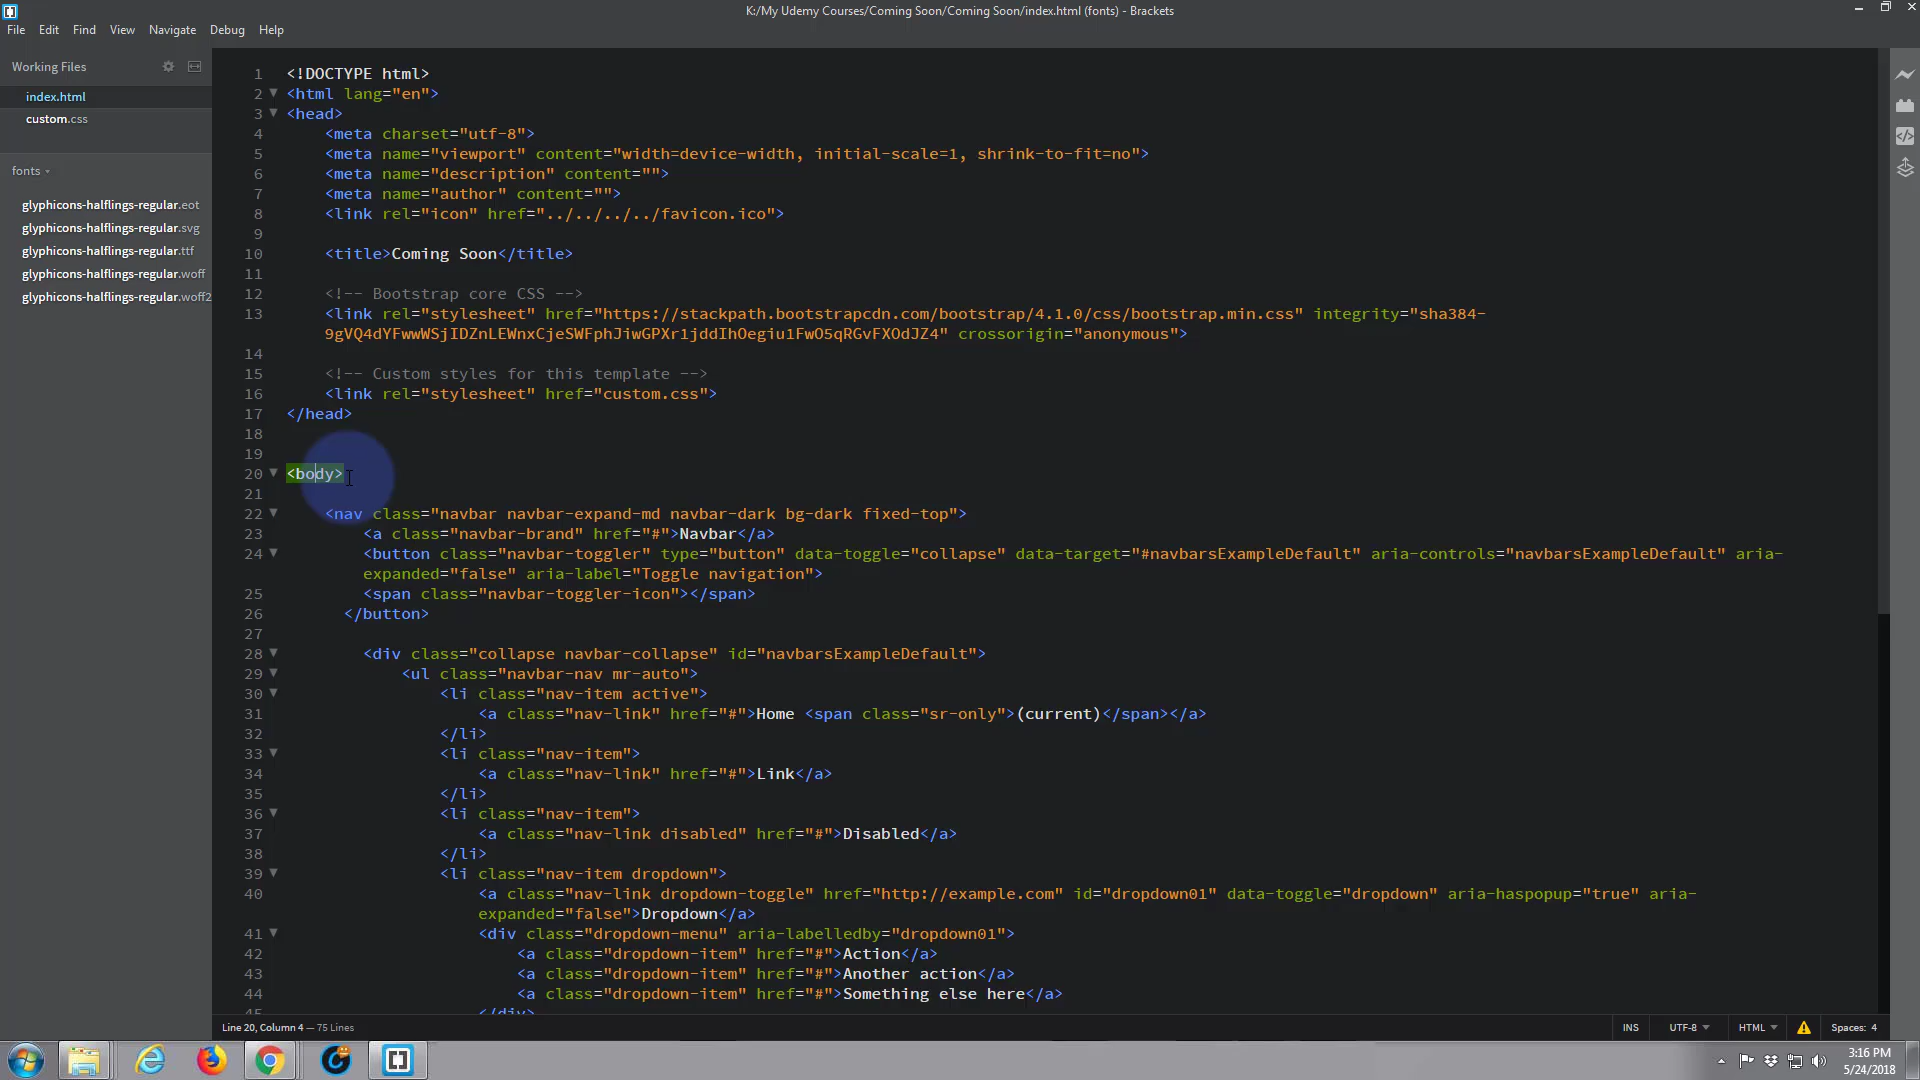 K:/My Udemy Courses/Coming Soon/Coming Soon/index.html (fonts) - Brackets
File Edit Find View Navigate Debug Help
Working Files
index.html
custom.css
fonts
glyphicons-halflings-regular.eot
glyphicons-halflings-regular.svg
glyphicons-halflings-regular.ttf
glyphicons-halflings-regular.woff
glyphicons-halflings-regular.woff2
1 <!DOCTYPE html>
2 <html lang="en">
3 <head>
4 <meta charset="utf-8">
5 <meta name="viewport" content="width=device-width, initial-scale=1, shrink-to-fit=no">
6 <meta name="description" content="">
7 <meta name="author" content="">
8 <link rel="icon" href="../../../../favicon.ico">
9
10 <title>Coming Soon</title>
11
12 <!-- Bootstrap core CSS -->
13 <link rel="stylesheet" href="https://stackpath.bootstrapcdn.com/bootstrap/4.1.0/css/bootstrap.min.css" integrity="sha384-
9gVQ4dYFwwWSjIDZnLEWnxCjeSWFphJiwGPXr1jddIhOegiu1FwO5qRGvFXOdJZ4" crossorigin="anonymous">
14
15 <!-- Custom styles for this template -->
16 <link rel="stylesheet" href="custom.css">
17 </head>
18
19
20 <body>
21
22 <nav class="navbar navbar-expand-md navbar-dark bg-dark fixed-top">
23 <a class="navbar-brand" href="#">Navbar</a>
24 <button class="navbar-toggler" type="button" data-toggle="collapse" data-target="#navbarsExampleDefault" aria-controls="navbarsExampleDefault" aria-
expanded="false" aria-label="Toggle navigation">
25 <span class="navbar-toggler-icon"></span>
26 </button>
27
28 <div class="collapse navbar-collapse" id="navbarsExampleDefault">
29 <ul class="navbar-nav mr-auto">
30 <li class="nav-item active">
31 <a class="nav-link" href="#">Home <span class="sr-only">(current)</span></a>
32 </li>
33 <li class="nav-item">
34 <a class="nav-link" href="#">Link</a>
35 </li>
36 <li class="nav-item">
37 <a class="nav-link disabled" href="#">Disabled</a>
38 </li>
39 <li class="nav-item dropdown">
40 <a class="nav-link dropdown-toggle" href="http://example.com" id="dropdown01" data-toggle="dropdown" aria-haspopup="true" aria-
expanded="false">Dropdown</a>
41 <div class="dropdown-menu" aria-labelledby="dropdown01">
42 <a class="dropdown-item" href="#">Action</a>
43 <a class="dropdown-item" href="#">Another action</a>
44 <a class="dropdown-item" href="#">Something else here</a>
45 </div>
Line 20, Column 4 — 75 Lines
INS UTF-8 HTML Spaces: 4
3:16 PM
5/24/2018